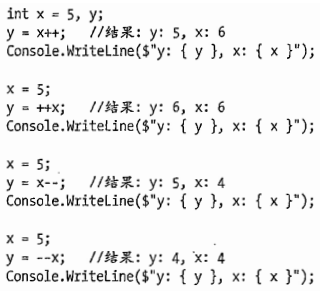 int x = 5, y;
y = x++;   //结果: y: 5, x: 6
Console.WriteLine($"y: { y }, x: { x }");
x = 5;
y = ++x;   //结果: y: 6, x: 6
Console.WriteLine($"y: { y }, x: { x }");
x = 5;
y = x--;   //结果: y: 5, x: 4
Console.WriteLine($"y: { y }, x: { x }");
x = 5;
y = --x;   //结果: y: 4, x: 4
Console.WriteLine($"y: { y }, x: { x }");